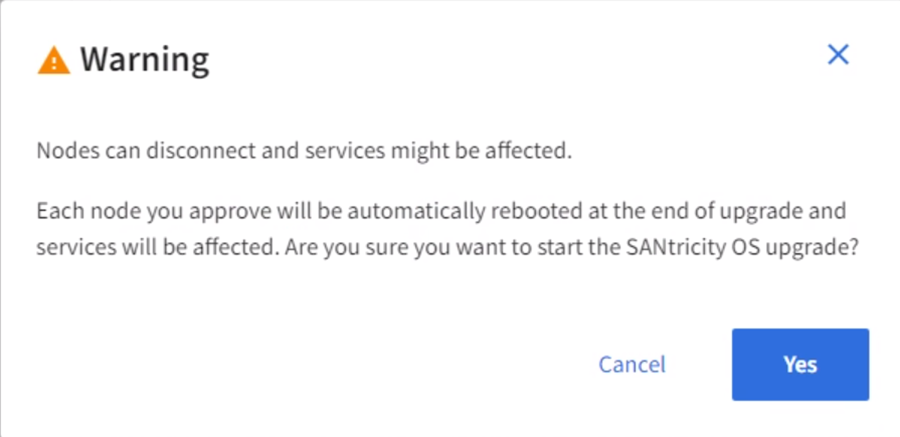 Warning
Nodes can disconnect and services might be affected.
Each node you approve will be automatically rebooted at the end of upgrade and
services will be affected. Are you sure you want to start the SANtricity OS upgrade?
Cancel
Yes